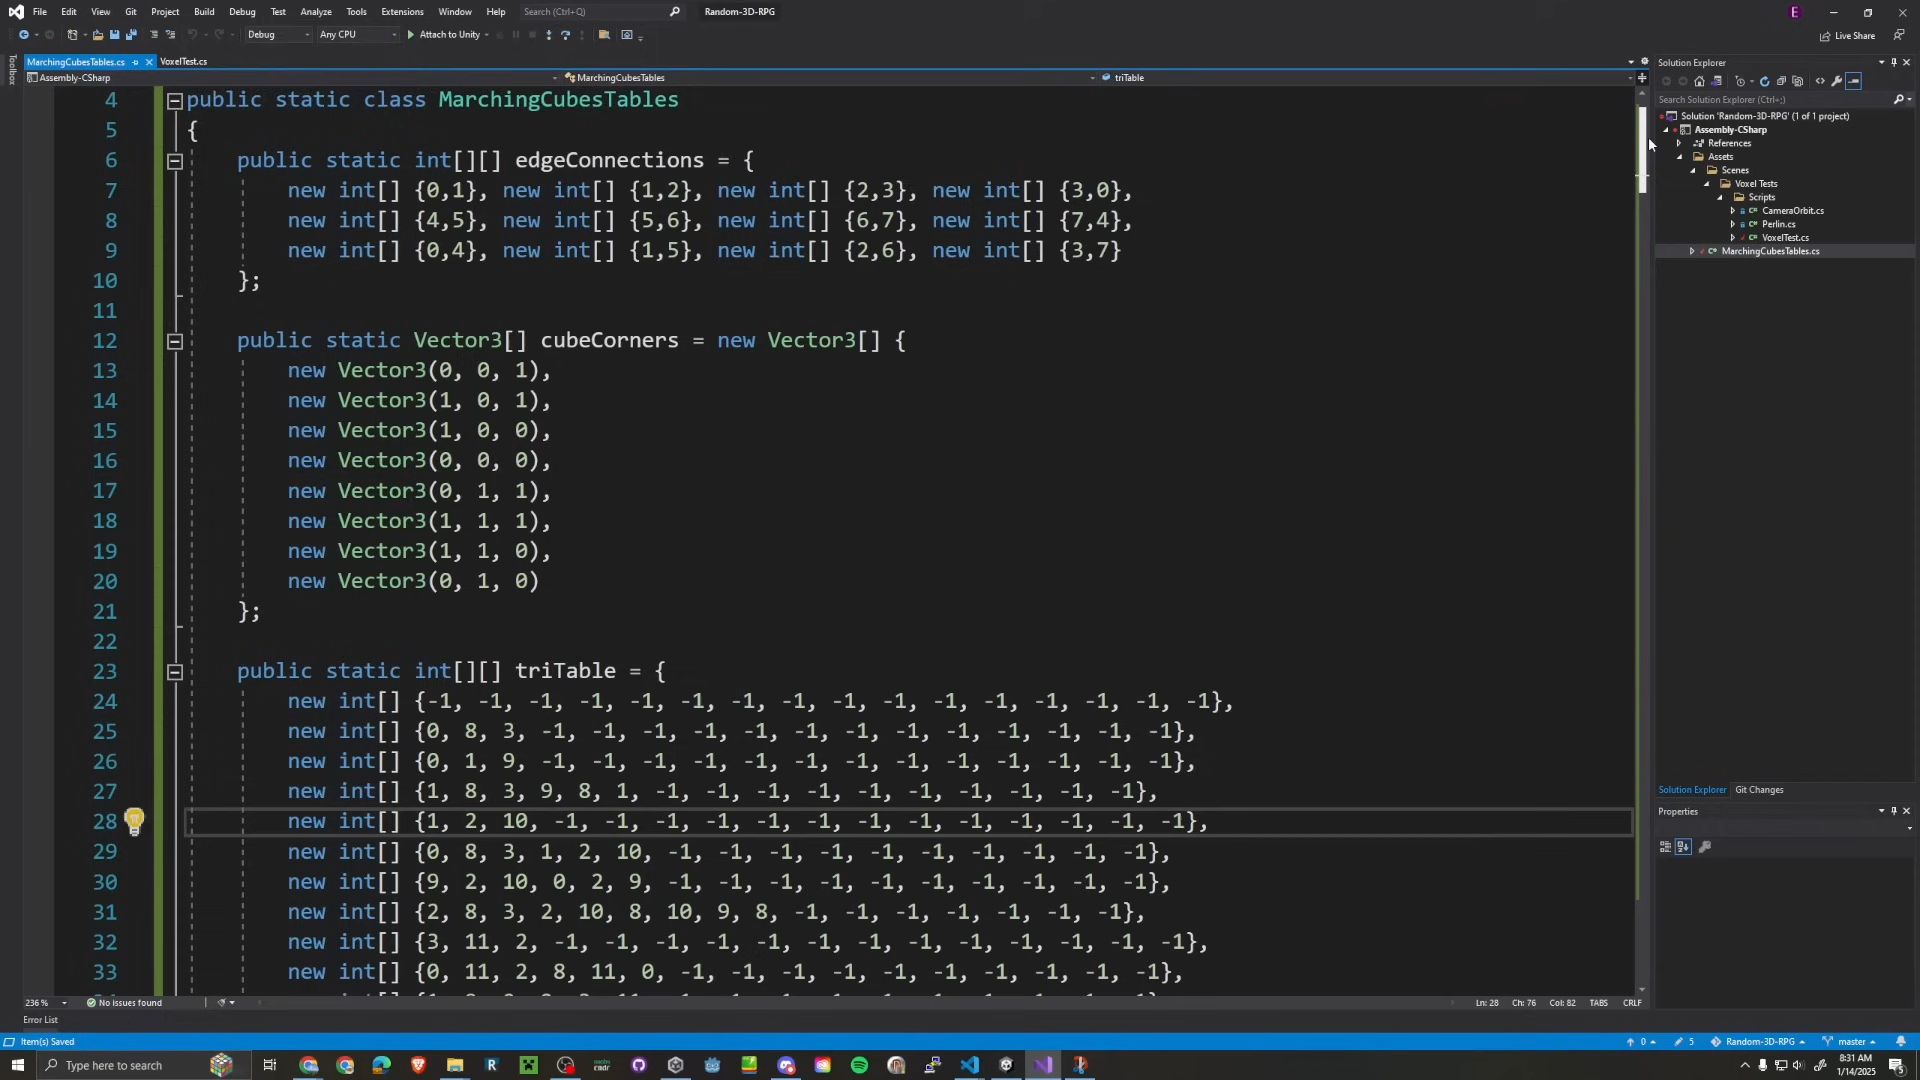 File Edit View Git Project Build Debug Test Analyze Tools Extensions Window Help Search (Ctrl+Q) Random-3D-RPG
Debug Any CPU Attach to Unity Live Share
Toolbox
MarchingCubesTables.cs VoxelTest.cs
Assembly-CSharp MarchingCubesTables triTable
4 public static class MarchingCubesTables
5 {
6 public static int[][] edgeConnections = {
7 new int[] {0,1}, new int[] {1,2}, new int[] {2,3}, new int[] {3,0},
8 new int[] {4,5}, new int[] {5,6}, new int[] {6,7}, new int[] {7,4},
9 new int[] {0,4}, new int[] {1,5}, new int[] {2,6}, new int[] {3,7}
10 };
11
12 public static Vector3[] cubeCorners = new Vector3[] {
13 new Vector3(0, 0, 1),
14 new Vector3(1, 0, 1),
15 new Vector3(1, 0, 0),
16 new Vector3(0, 0, 0),
17 new Vector3(0, 1, 1),
18 new Vector3(1, 1, 1),
19 new Vector3(1, 1, 0),
20 new Vector3(0, 1, 0)
21 };
22
23 public static int[][] triTable = {
24 new int[] {-1, -1, -1, -1, -1, -1, -1, -1, -1, -1, -1, -1, -1, -1, -1, -1},
25 new int[] {0, 8, 3, -1, -1, -1, -1, -1, -1, -1, -1, -1, -1, -1, -1, -1},
26 new int[] {0, 1, 9, -1, -1, -1, -1, -1, -1, -1, -1, -1, -1, -1, -1, -1},
27 new int[] {1, 8, 3, 9, 8, 1, -1, -1, -1, -1, -1, -1, -1, -1, -1, -1},
28 new int[] {1, 2, 10, -1, -1, -1, -1, -1, -1, -1, -1, -1, -1, -1, -1, -1},
29 new int[] {0, 8, 3, 1, 2, 10, -1, -1, -1, -1, -1, -1, -1, -1, -1, -1},
30 new int[] {9, 2, 10, 0, 2, 9, -1, -1, -1, -1, -1, -1, -1, -1, -1, -1},
31 new int[] {2, 8, 3, 2, 10, 8, 10, 9, 8, -1, -1, -1, -1, -1, -1, -1},
32 new int[] {3, 11, 2, -1, -1, -1, -1, -1, -1, -1, -1, -1, -1, -1, -1, -1},
33 new int[] {0, 11, 2, 8, 11, 0, -1, -1, -1, -1, -1, -1, -1, -1, -1, -1},
236 % No issues found Ln: 28 Ch: 76 Col: 82 TABS CRLF
Error List
Solution Explorer
Search Solution Explorer (Ctrl+;)
Solution 'Random-3D-RPG' (1 of 1 project)
Assembly-CSharp
References
Assets
Scenes
Voxel Tests
Scripts
CameraOrbit.cs
Perlin.cs
VoxelTest.cs
MarchingCubesTables.cs
Solution Explorer Git Changes
Properties
Item(s) Saved 0 5 Random-3D-RPG master
Type here to search
8:31 AM
1/14/2025